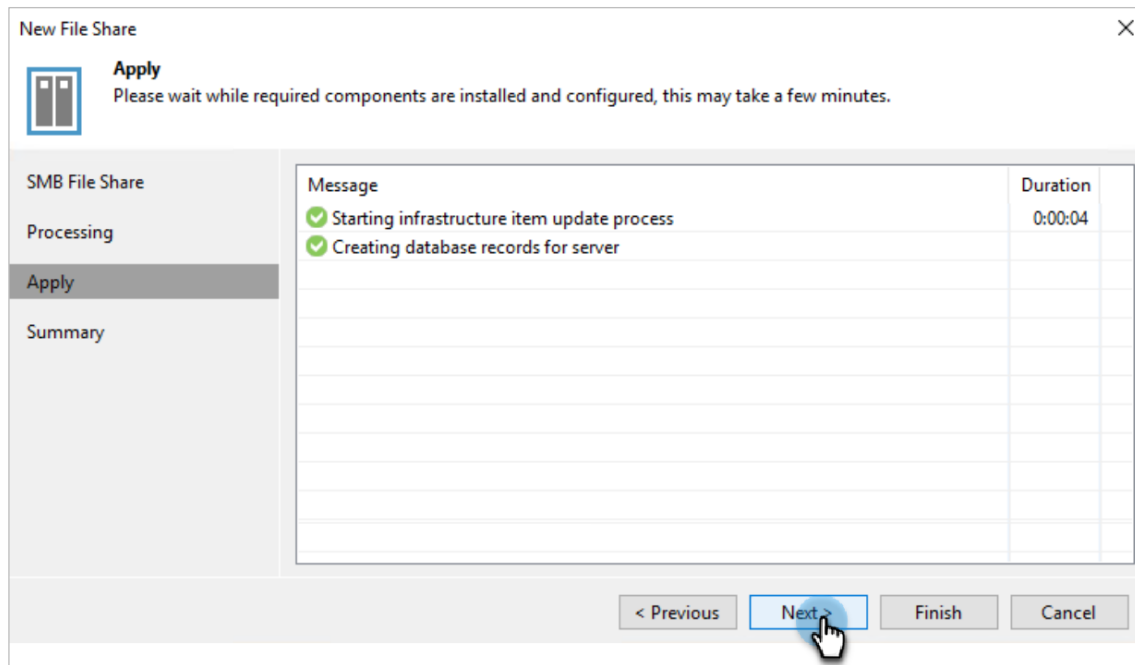 New File Share
Apply
Please wait while required components are installed and configured, this may take a few minutes.
SMB File Share
Processing
Apply
Summary
Message Duration
Starting infrastructure item update process 0:00:04
Creating database records for server
< Previous Next > Finish Cancel